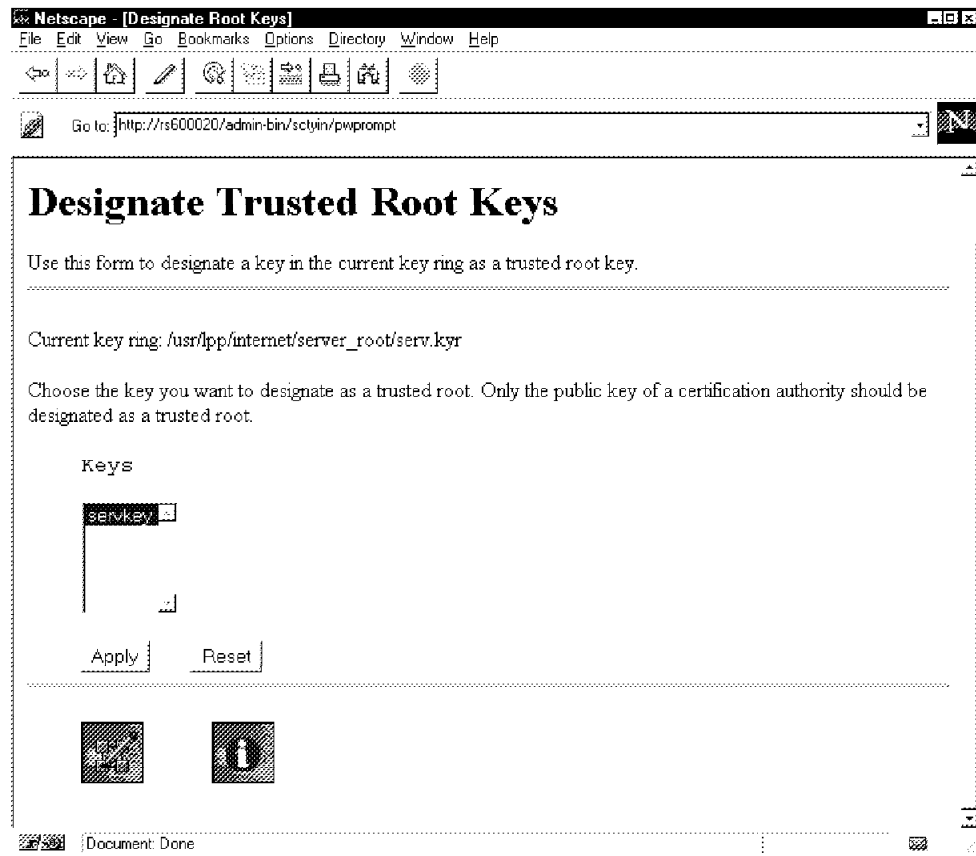 Netscape - [Designate Root Keys]
File Edit View Go Bookmarks Options Directory Window Help
Go to: http://rs600020/admin-bin/sctyin/pwprompt
N
Designate Trusted Root Keys
Use this form to designate a key in the current key ring as a trusted root key.
Current key ring: /usr/lpp/internet/server_root/serv.kyr
Choose the key you want to designate as a trusted root. Only the public key of a certification authority should be
designated as a trusted root.
Keys
servkey
Apply Reset
i
Document: Done